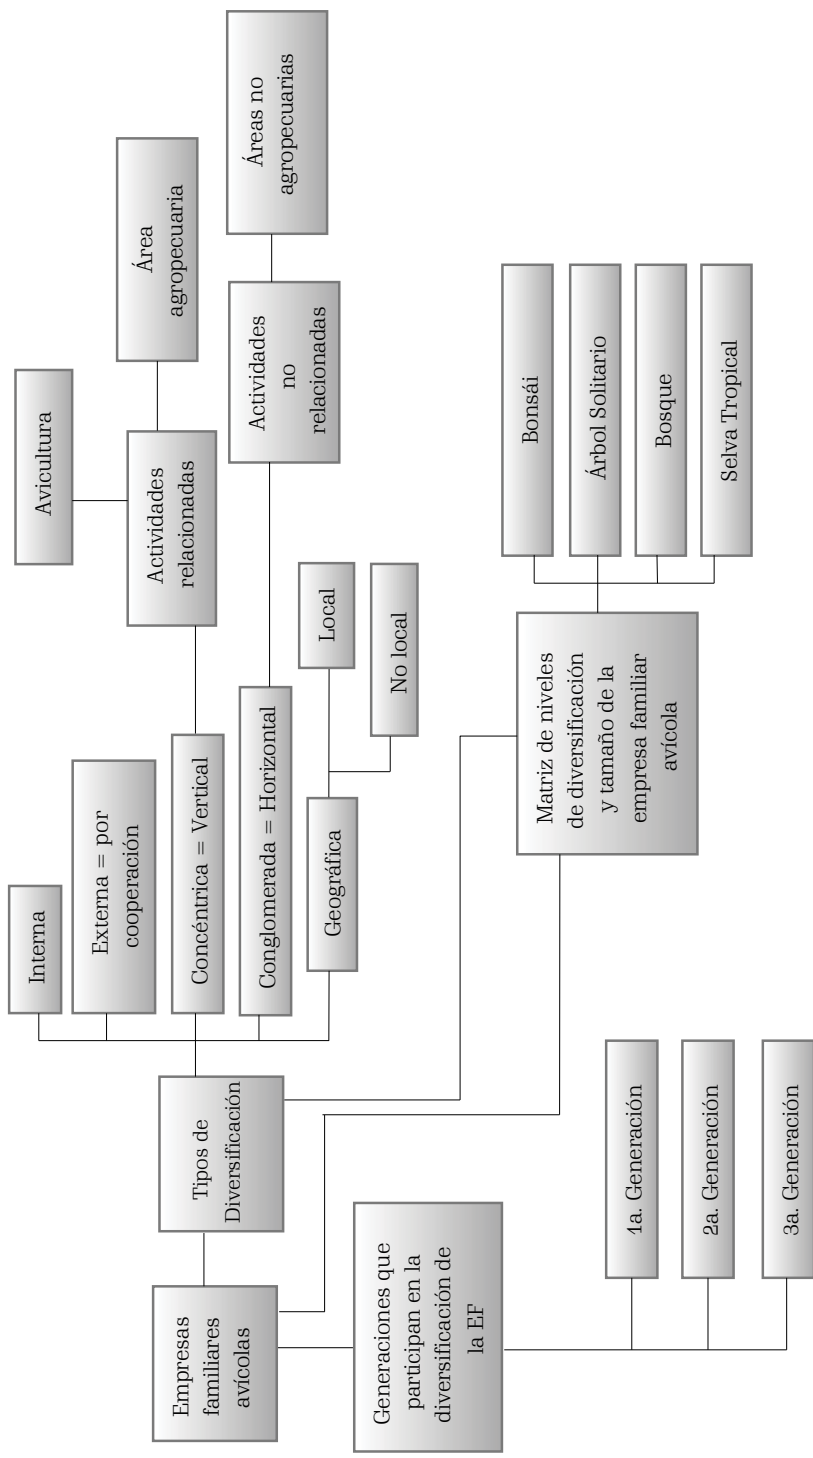 Empresas
familiares
avícolas
Tipos de
Diversificación
Interna
Externa = por
cooperación
Concéntrica = Vertical
Conglomerada = Horizontal
Geográfica
Local
No local
Actividades
relacionadas
Avicultura
Área
agropecuaria
Actividades
no
relacionadas
Áreas no
agropecuarias
Generaciones que
participan en la
diversificación de
la EF
1a. Generación
2a. Generación
3a. Generación
Matriz de niveles
de diversificación
y tamaño de la
empresa familiar
avícola
Bonsái
Árbol Solitario
Bosque
Selva Tropical